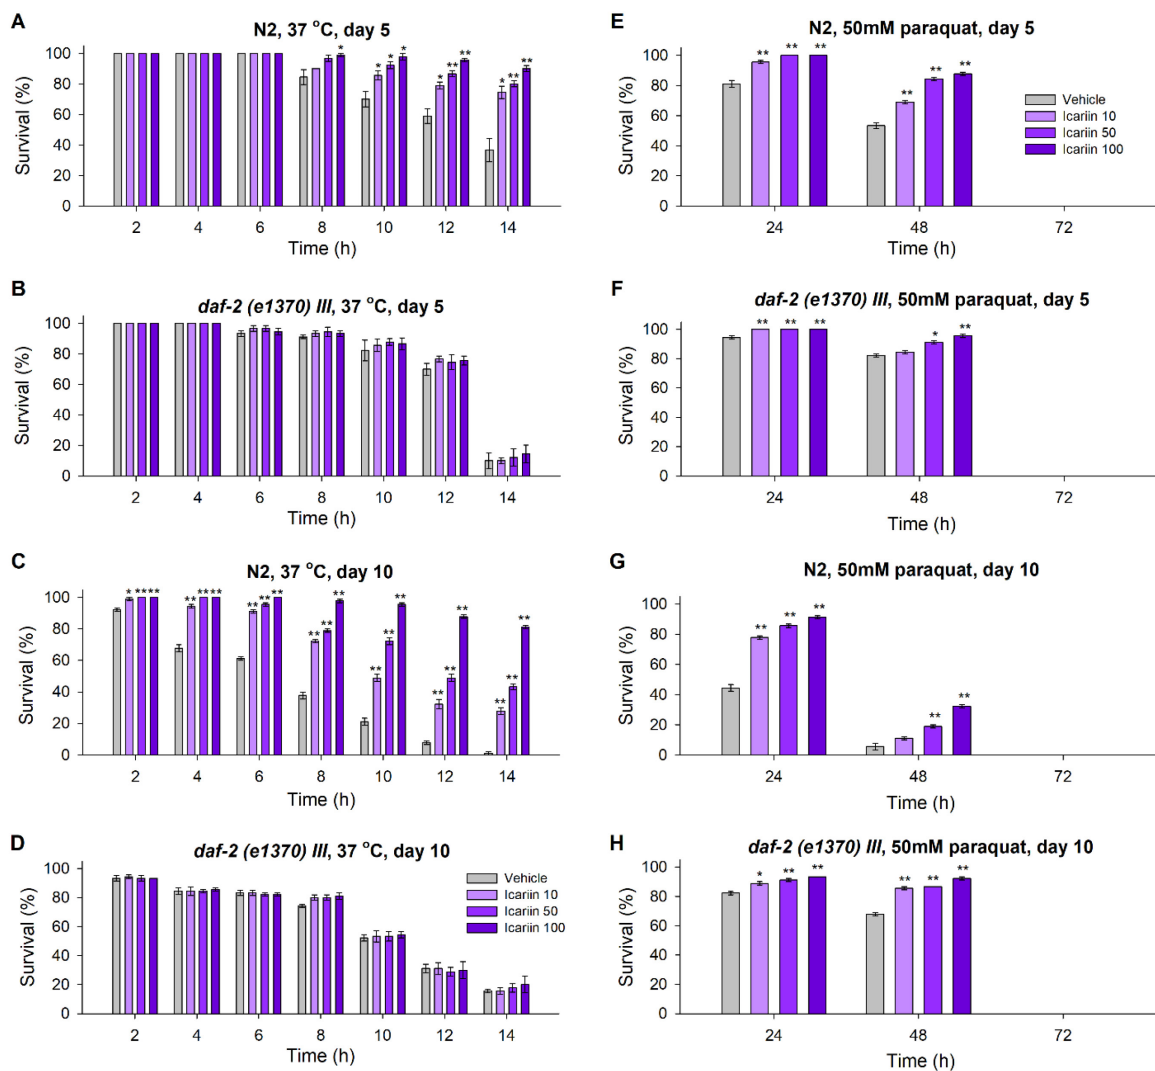 A
N2, 37 °C, day 5
Survival (%)
100
80
60
40
20
0
* * * * * * ** ** * ** **
2 4 6 8 10 12 14
Time (h)
B
daf-2 (e1370) III, 37 °C, day 5
Survival (%)
100
80
60
40
20
0
2 4 6 8 10 12 14
Time (h)
C
N2, 37 °C, day 10
Survival (%)
100
80
60
40
20
0
* ** ** ** ** ** ** ** ** ** ** ** ** ** ** ** ** ** ** ** **
2 4 6 8 10 12 14
Time (h)
D
daf-2 (e1370) III, 37 °C, day 10
Survival (%)
100
80
60
40
20
0
Vehicle
Icariin 10
Icariin 50
Icariin 100
2 4 6 8 10 12 14
Time (h)
E
N2, 50mM paraquat, day 5
Survival (%)
100
80
60
40
20
0
** ** ** ** ** **
Vehicle
Icariin 10
Icariin 50
Icariin 100
24 48 72
Time (h)
F
daf-2 (e1370) III, 50mM paraquat, day 5
Survival (%)
100
80
60
40
20
0
** ** ** * **
24 48 72
Time (h)
G
N2, 50mM paraquat, day 10
Survival (%)
100
80
60
40
20
0
** ** ** ** **
24 48 72
Time (h)
H
daf-2 (e1370) III, 50mM paraquat, day 10
Survival (%)
100
80
60
40
20
0
* ** ** ** ** **
24 48 72
Time (h)